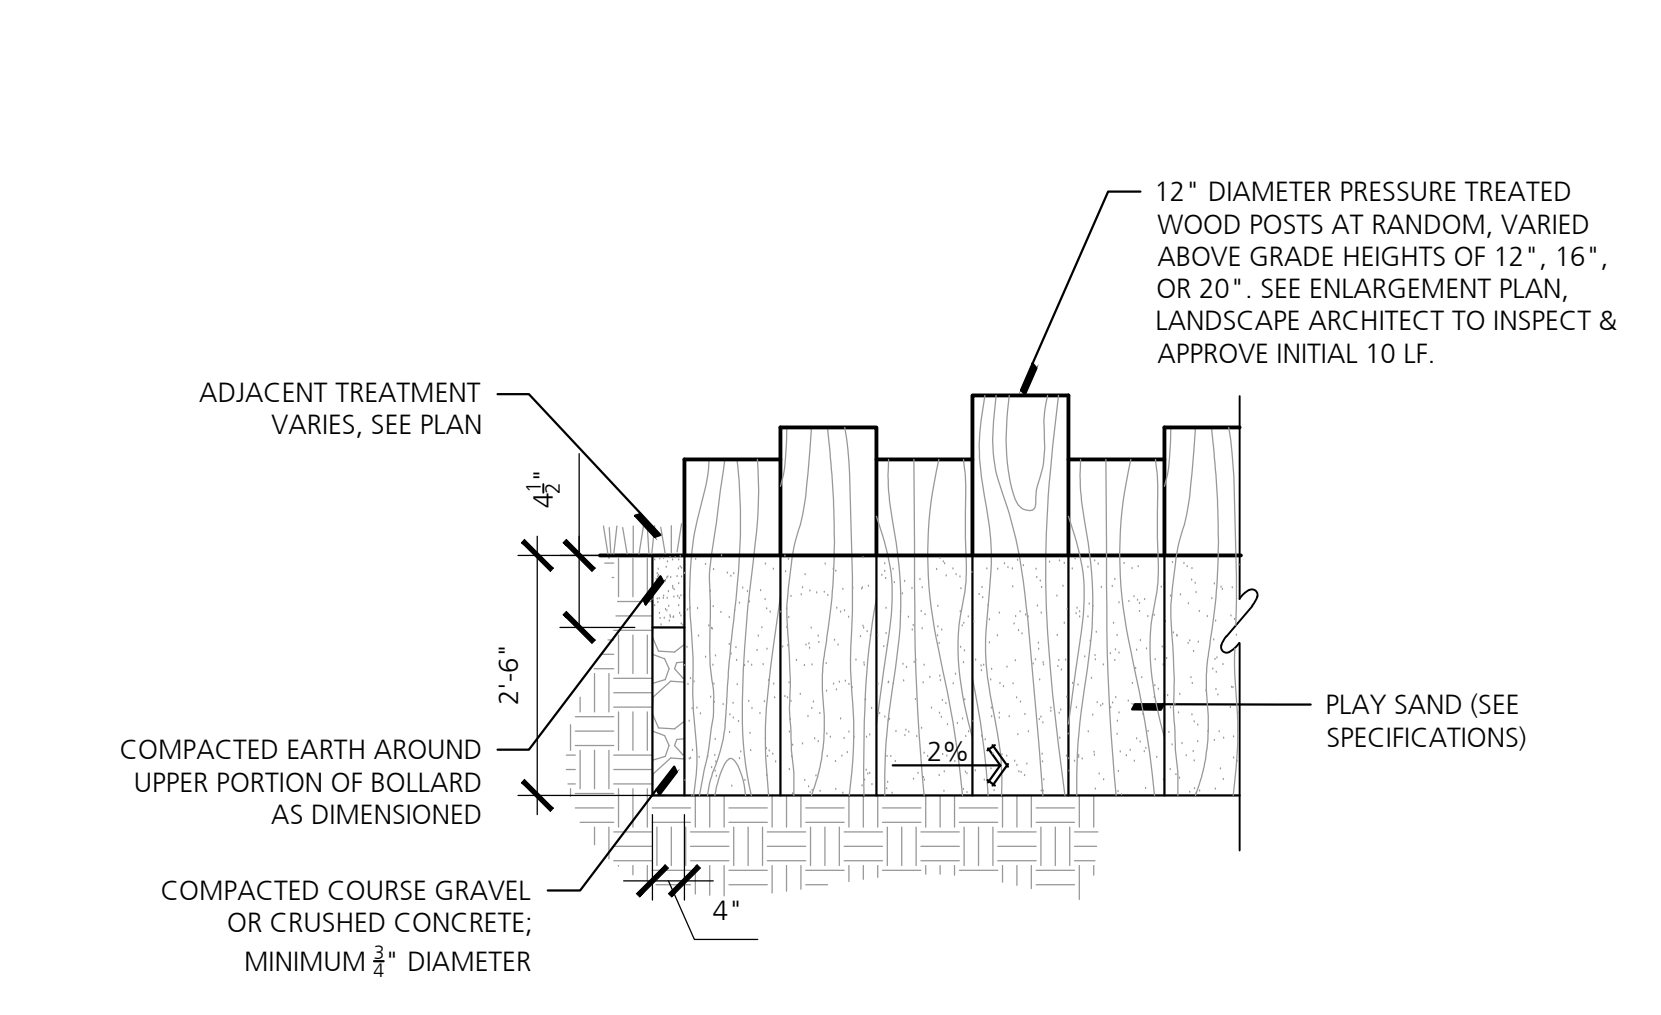 12" DIAMETER PRESSURE TREATED
WOOD POSTS AT RANDOM, VARIED
ABOVE GRADE HEIGHTS OF 12", 16",
OR 20". SEE ENLARGEMENT PLAN,
LANDSCAPE ARCHITECT TO INSPECT &
APPROVE INITIAL 10 LF.
ADJACENT TREATMENT
VARIES, SEE PLAN
4½"
2'-6"
COMPACTED EARTH AROUND
UPPER PORTION OF BOLLARD
AS DIMENSIONED
2%
PLAY SAND (SEE
SPECIFICATIONS)
COMPACTED COURSE GRAVEL
OR CRUSHED CONCRETE;
MINIMUM ¾" DIAMETER
4"